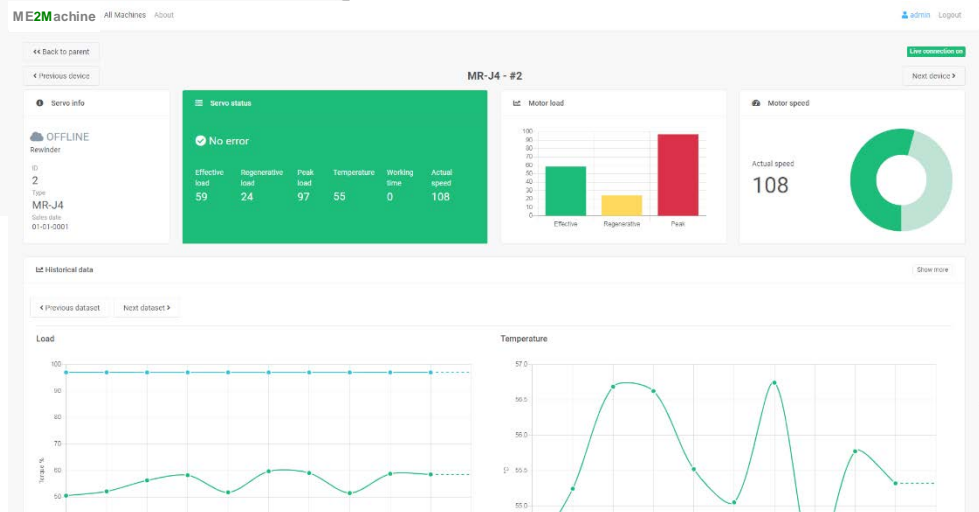 ME2Machine All Machines About admin Logout
Back to parent Live connection on
Previous device MR-J4 - #2 Next device
Servo info
OFFLINE
Rewinder
ID
2
Type
MR-J4
Sales date
01-01-0001
Servo status
No error
Effective load Regenerative load Peak load Temperature Working time Actual speed
59 24 97 55 0 108
Motor load
100
90
80
70
60
50
40
30
20
10
0
Effective Regenerative Peak
Motor speed
Actual speed
108
Historical data Show more
Previous dataset Next dataset
Load
100
90
80
70
60
50
Torque %
Temperature
57.0
56.5
56.0
55.5
55.0
°C